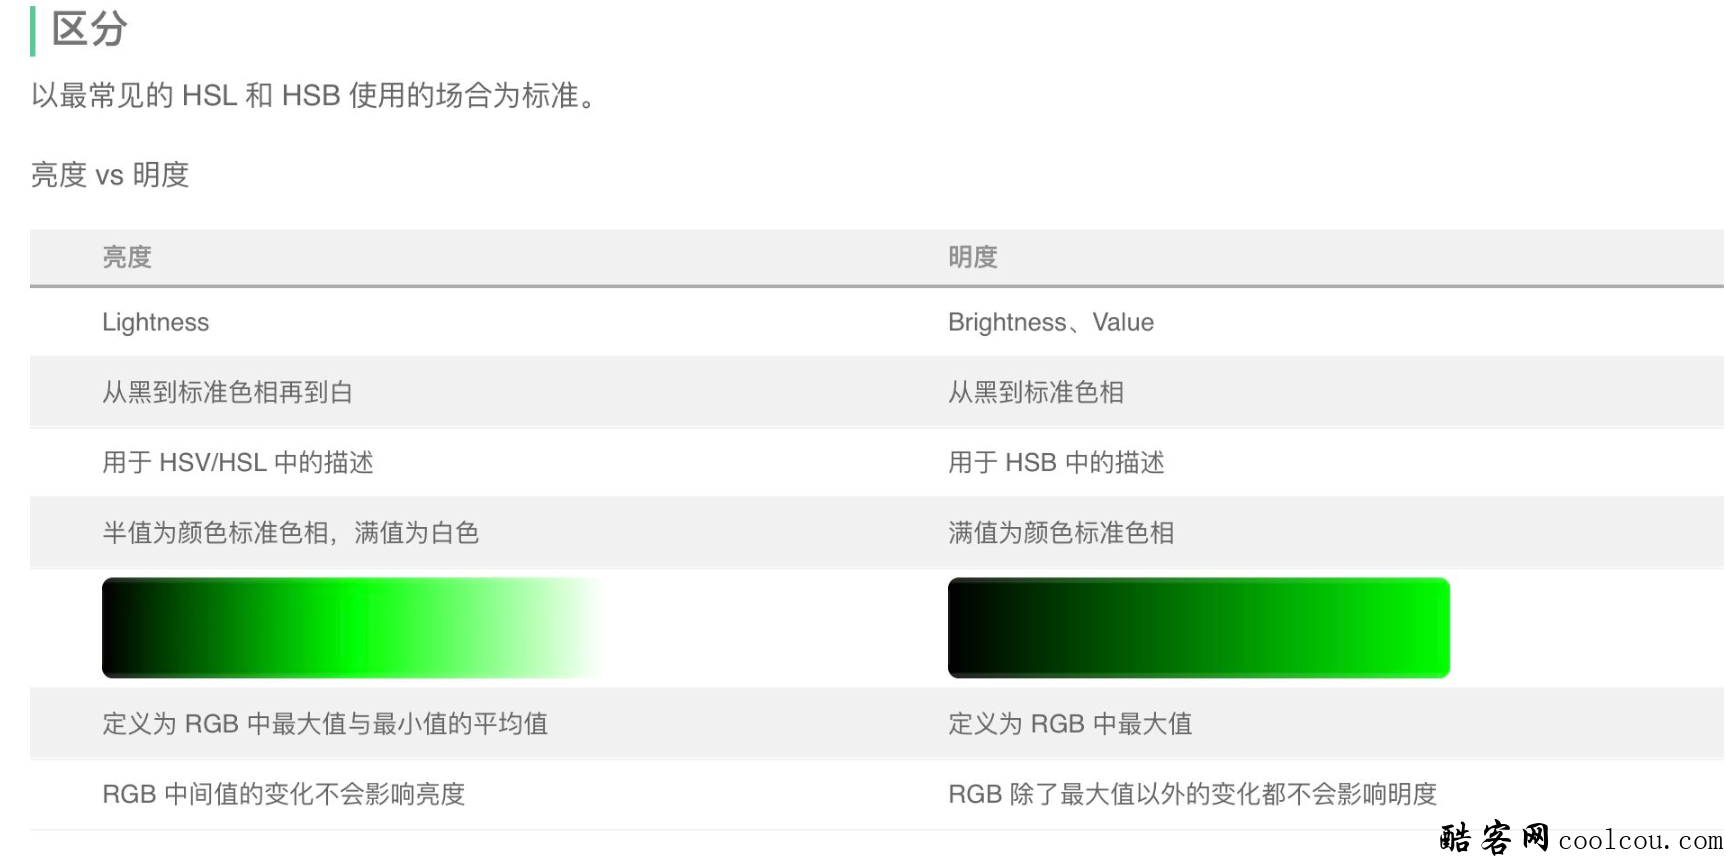 区分
以最常见的 HSL 和 HSB 使用的场合为标准。
亮度 vs 明度
亮度 明度
Lightness Brightness、Value
从黑到标准色相再到白 从黑到标准色相
用于 HSV/HSL 中的描述 用于 HSB 中的描述
半值为颜色标准色相，满值为白色 满值为颜色标准色相
定义为 RGB 中最大值与最小值的平均值 定义为 RGB 中最大值
RGB 中间值的变化不会影响亮度 RGB 除了最大值以外的变化都不会影响明度
酷客网 coolcou.com